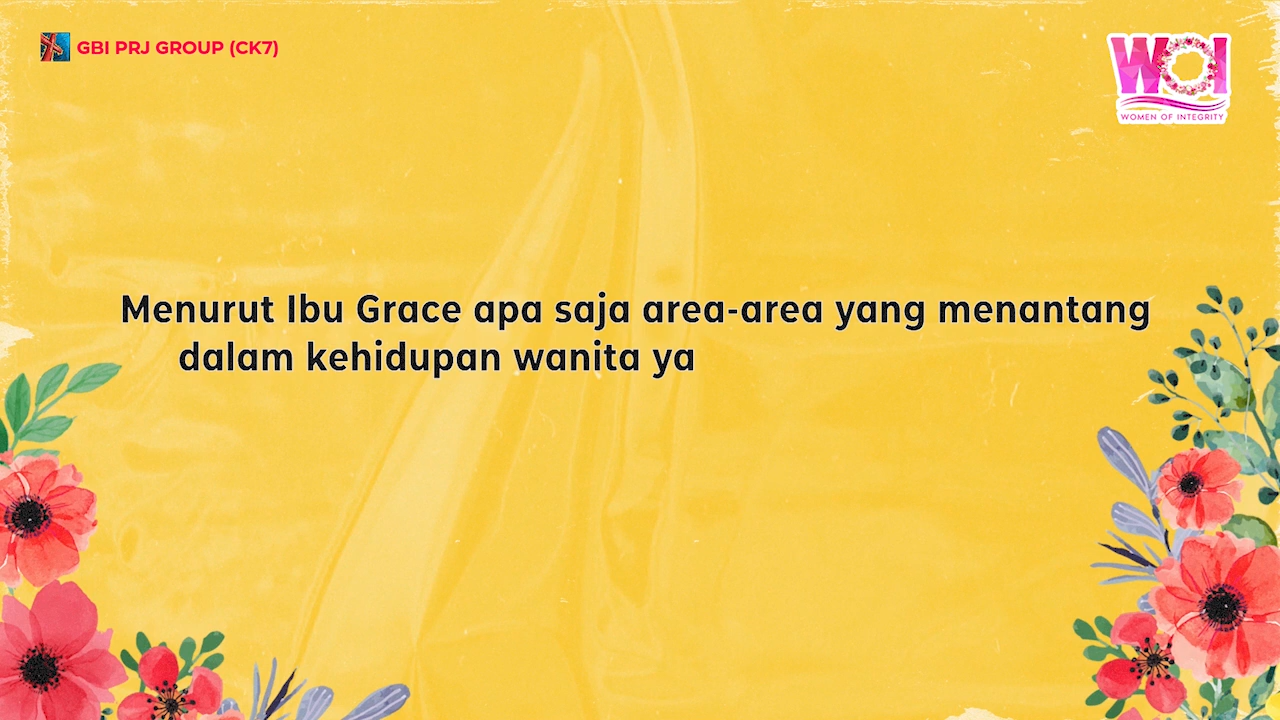 GBI PRJ GROUP (CK7)
WOI
WOMEN OF INTEGRITY
Menurut Ibu Grace apa saja area-area yang menantang
dalam kehidupan wanita ya